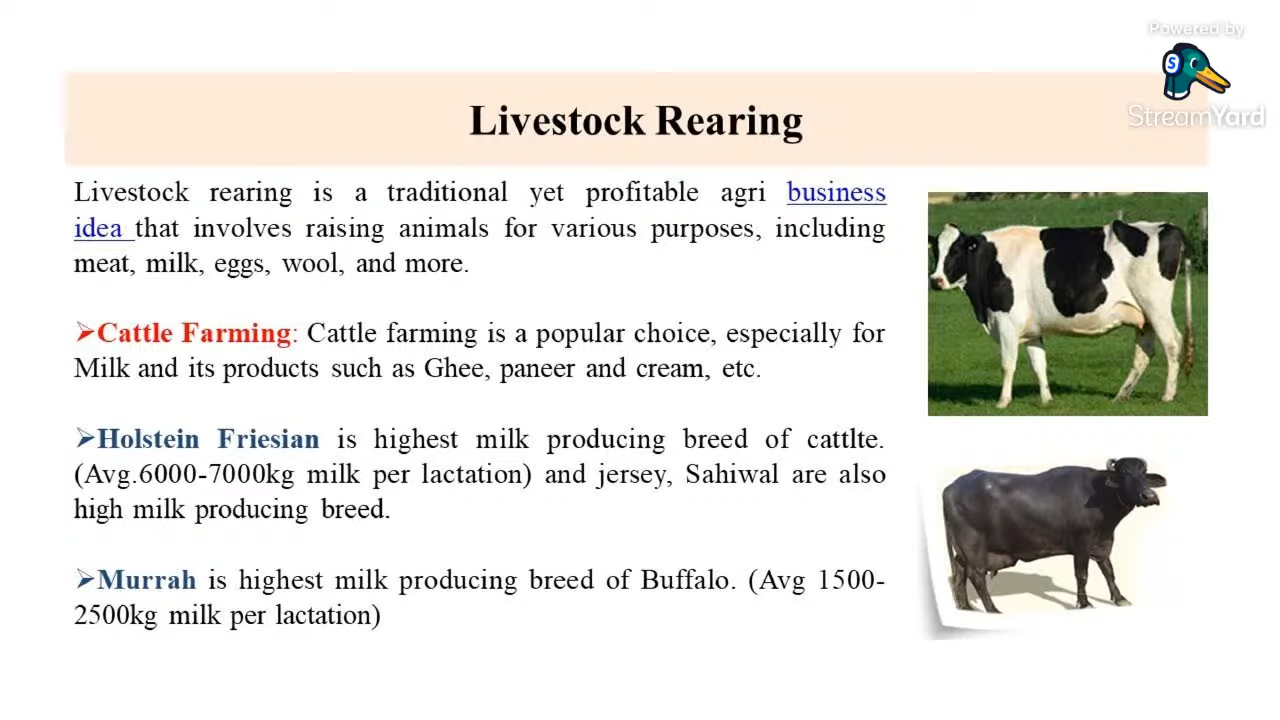 Powered by
StreamYard
Livestock Rearing
Livestock rearing is a traditional yet profitable agri business
idea that involves raising animals for various purposes, including
meat, milk, eggs, wool, and more.
➢Cattle Farming: Cattle farming is a popular choice, especially for
Milk and its products such as Ghee, paneer and cream, etc.
➢Holstein Friesian is highest milk producing breed of cattlte.
(Avg.6000-7000kg milk per lactation) and jersey, Sahiwal are also
high milk producing breed.
➢Murrah is highest milk producing breed of Buffalo. (Avg 1500-
2500kg milk per lactation)